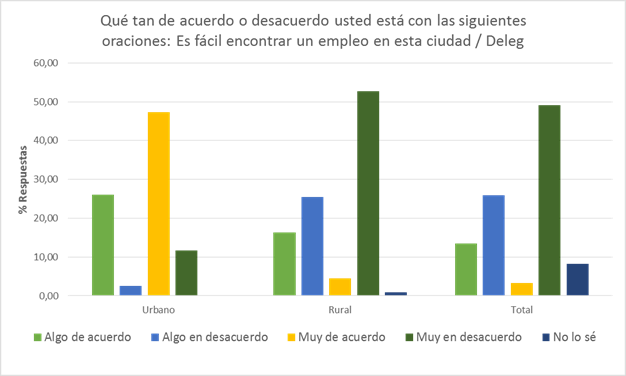 Qué tan de acuerdo o desacuerdo usted está con las siguientes
oraciones: Es fácil encontrar un empleo en esta ciudad / Deleg
60,00
50,00
40,00
30,00
20,00
10,00
0,00
% Respuestas
Urbano Rural Total
Algo de acuerdo Algo en desacuerdo Muy de acuerdo Muy en desacuerdo No lo sé